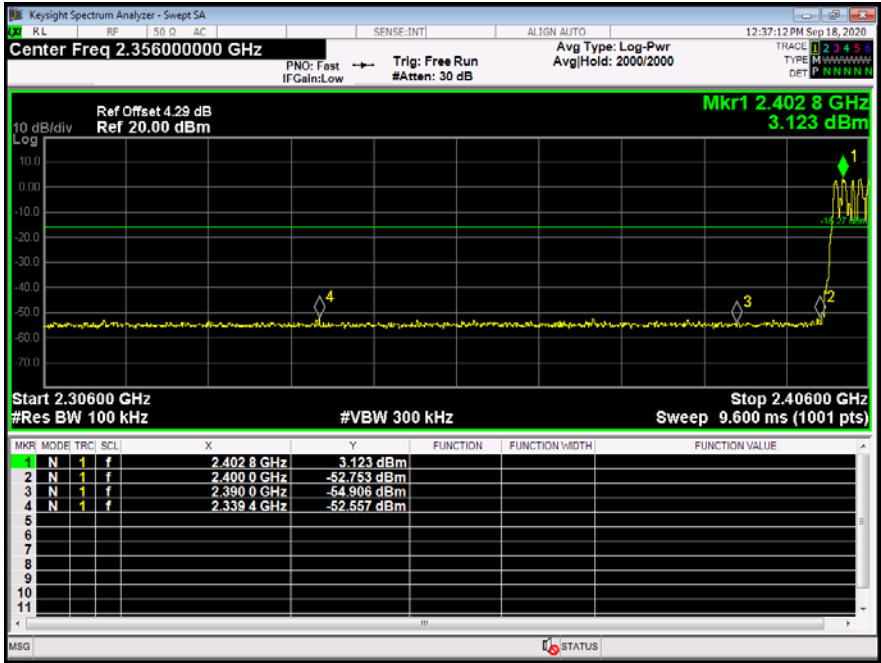 Keysight Spectrum Analyzer - Swept SA
RL RF 50 Ω AC SENSE:INT ALIGN AUTO 12:37:12 PM Sep 18, 2020
Center Freq 2.356000000 GHz
PNO: Fast
IFGain:Low
Trig: Free Run
#Atten: 30 dB
Avg Type: Log-Pwr
Avg|Hold: 2000/2000
TRACE 1 2 3 4 5 6
TYPE M
DET P N N N N N
Mkr1 2.402 8 GHz
3.123 dBm
Ref Offset 4.29 dB
10 dB/div Ref 20.00 dBm
Log
10.0
0.00
-10.0
-20.0
-30.0
-40.0
-50.0
-60.0
-70.0
1
4
3
2
Start 2.30600 GHz Stop 2.40600 GHz
#Res BW 100 kHz #VBW 300 kHz Sweep 9.600 ms (1001 pts)
MKR MODE TRC SCL X Y FUNCTION FUNCTION WIDTH FUNCTION VALUE
1 N 1 f 2.402 8 GHz 3.123 dBm
2 N 1 f 2.400 0 GHz -52.753 dBm
3 N 1 f 2.390 0 GHz -54.906 dBm
4 N 1 f 2.339 4 GHz -52.557 dBm
5
6
7
8
9
10
11
MSG STATUS